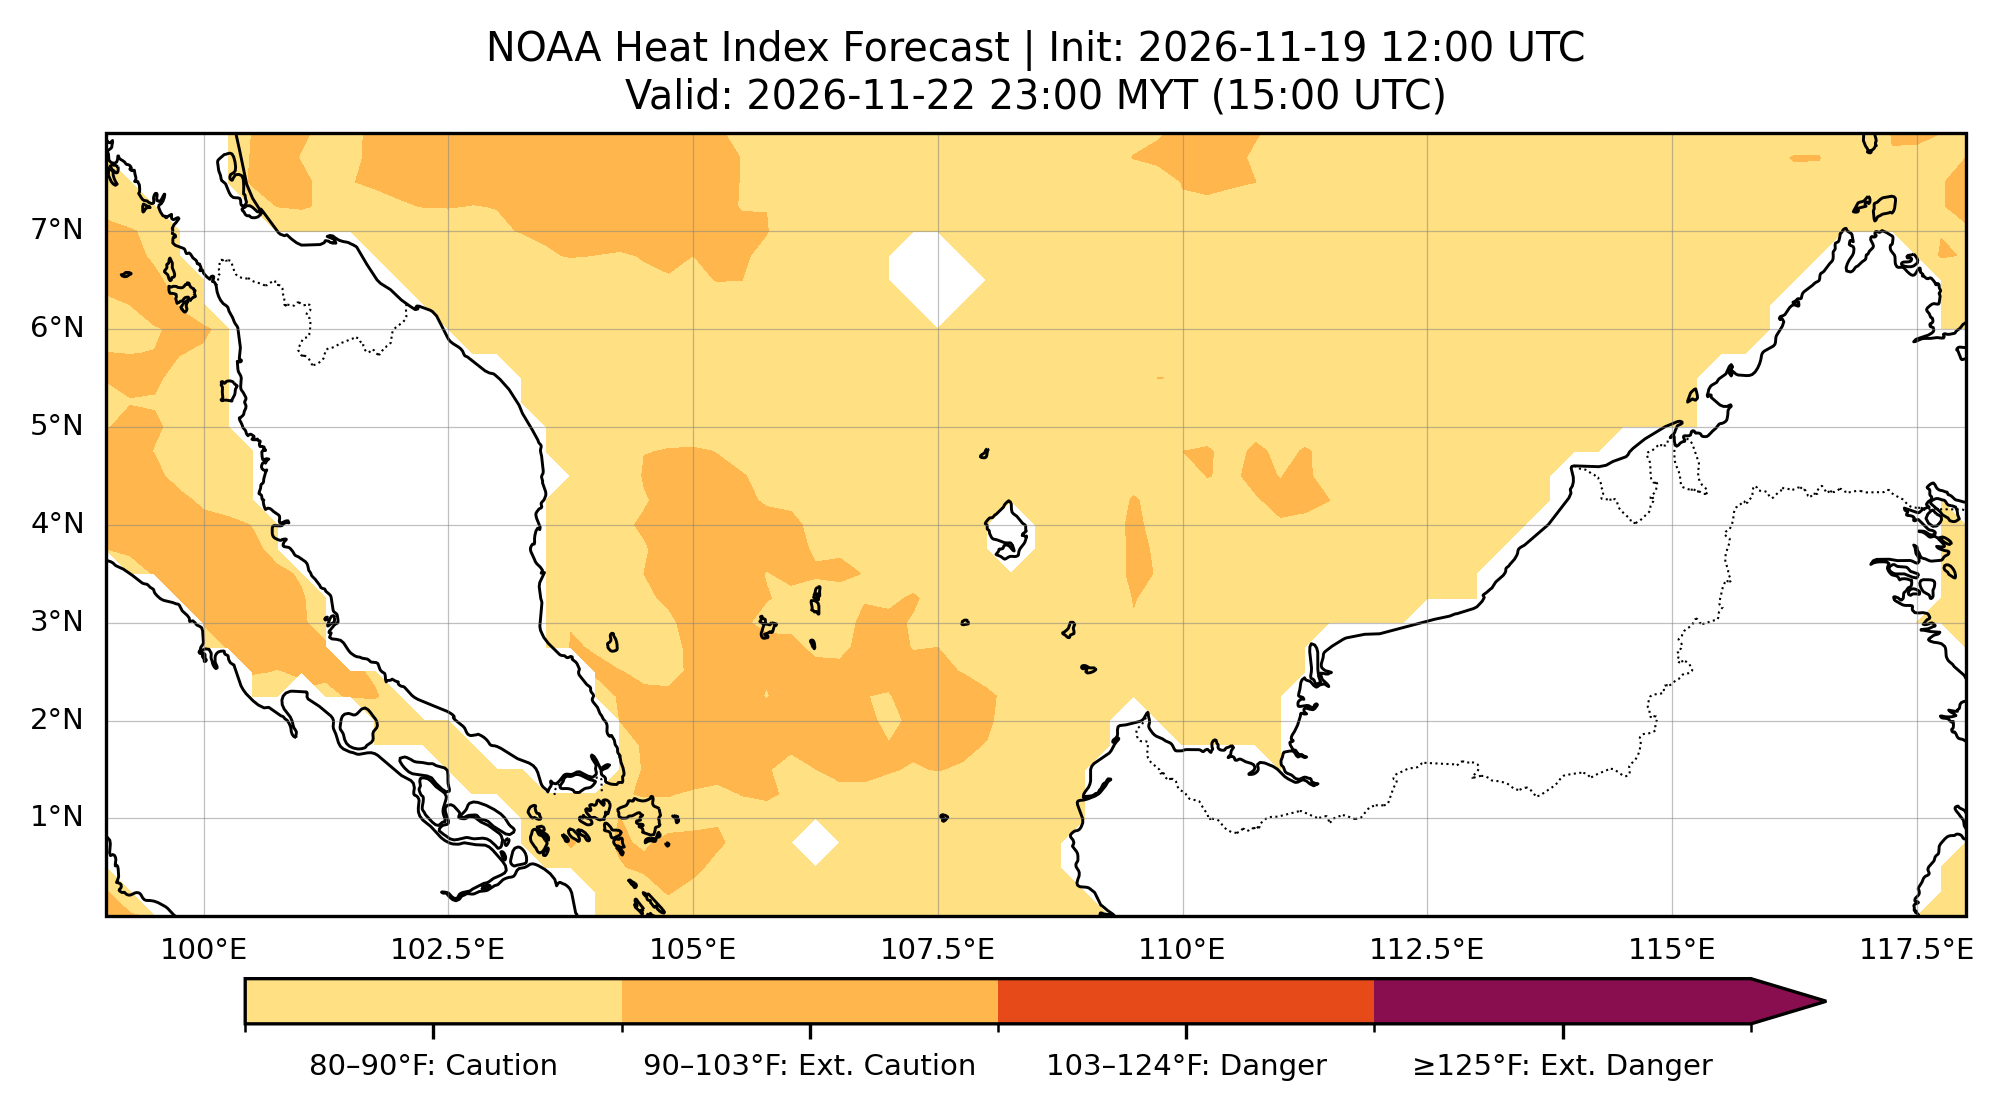 NOAA Heat Index Forecast | Init: 2026-11-19 12:00 UTC
Valid: 2026-11-22 23:00 MYT (15:00 UTC)
7°N
6°N
5°N
4°N
3°N
2°N
1°N
100°E 102.5°E 105°E 107.5°E 110°E 112.5°E 115°E 117.5°E
80–90°F: Caution 90–103°F: Ext. Caution 103–124°F: Danger ≥125°F: Ext. Danger